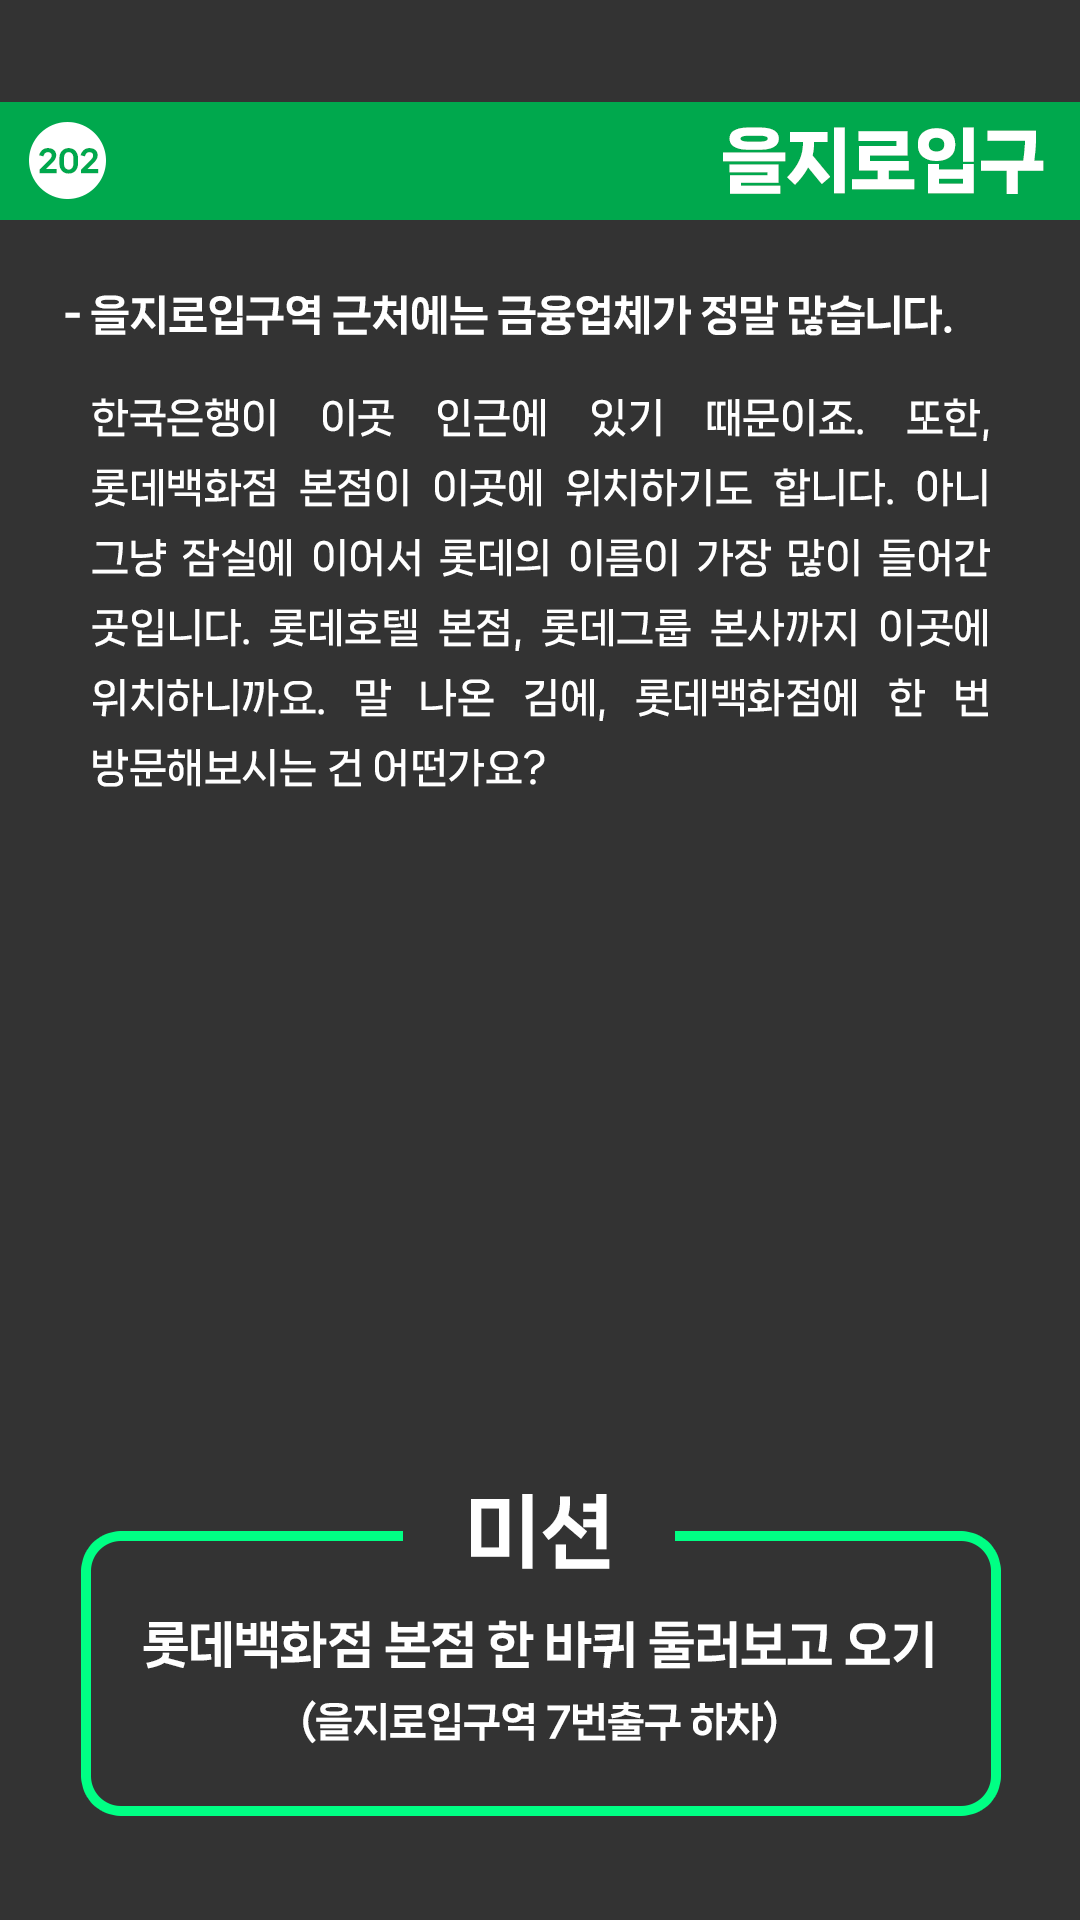 202
을지로입구
- 을지로입구역 근처에는 금융업체가 정말 많습니다.
한국은행이 이곳 인근에 있기 때문이죠. 또한,
롯데백화점 본점이 이곳에 위치하기도 합니다. 아니
그냥 잠실에 이어서 롯데의 이름이 가장 많이 들어간
곳입니다. 롯데호텔 본점, 롯데그룹 본사까지 이곳에
위치하니까요. 말 나온 김에, 롯데백화점에 한 번
방문해보시는 건 어떤가요?
미션
롯데백화점 본점 한 바퀴 둘러보고 오기
(을지로입구역 7번출구 하차)